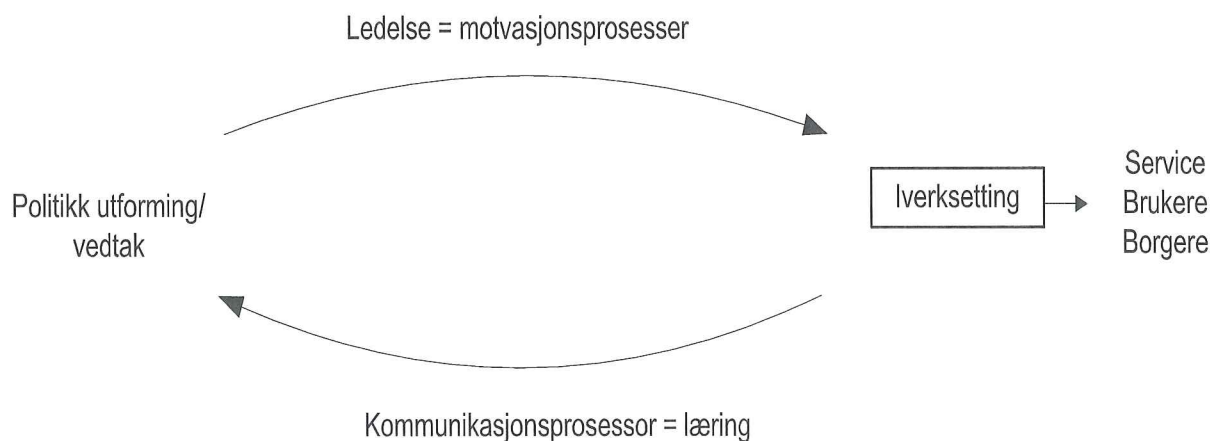 Ledelse = motvasjonsprosesser
Politikk utforming/
vedtak
Iverksetting
Service
Brukere
Borgere
Kommunikasjonsprosessor = læring